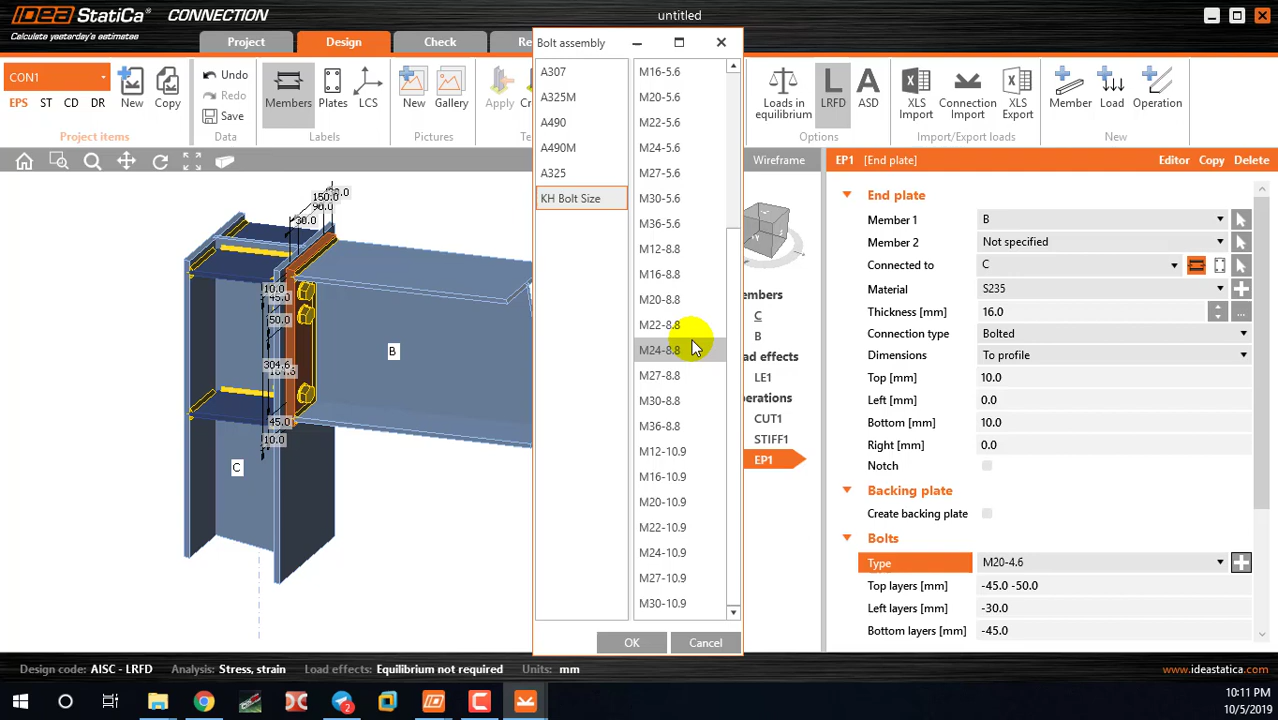 IDEA StatiCa® CONNECTION
Calculate yesterday's estimates
untitled
Project
Design
Check
Re
CON1
EPS ST CD DR
New
Copy
Undo
Redo
Save
Members
Plates
LCS
New
Gallery
Apply
Loads in
equilibrium
LRFD
ASD
XLS
Import
Connection
Import
XLS
Export
Member
Load
Operation
Project items
Data
Labels
Pictures
Options
Import/Export loads
New
Wireframe
Bolt assembly
A307
A325M
A490
A490M
A325
KH Bolt Size
M16-5.6
M20-5.6
M22-5.6
M24-5.6
M27-5.6
M30-5.6
M36-5.6
M12-8.8
M16-8.8
M20-8.8
M22-8.8
M24-8.8
M27-8.8
M30-8.8
M36-8.8
M12-10.9
M16-10.9
M20-10.9
M22-10.9
M24-10.9
M27-10.9
M30-10.9
OK
Cancel
150.0
90.0
30.0
10.0
45.0
50.0
304.6
45.0
10.0
B
C
embers
C
B
ad effects
LE1
perations
CUT1
STIFF1
EP1
EP1 [End plate]
Editor Copy Delete
End plate
Member 1 B
Member 2 Not specified
Connected to C
Material S235
Thickness [mm] 16.0
Connection type Bolted
Dimensions To profile
Top [mm] 10.0
Left [mm] 0.0
Bottom [mm] 10.0
Right [mm] 0.0
Notch
Backing plate
Create backing plate
Bolts
Type M20-4.6
Top layers [mm] -45.0 -50.0
Left layers [mm] -30.0
Bottom layers [mm] -45.0
Design code: AISC - LRFD Analysis: Stress, strain Load effects: Equilibrium not required Units: mm
www.ideastatica.com
2
10:11 PM
10/5/2019